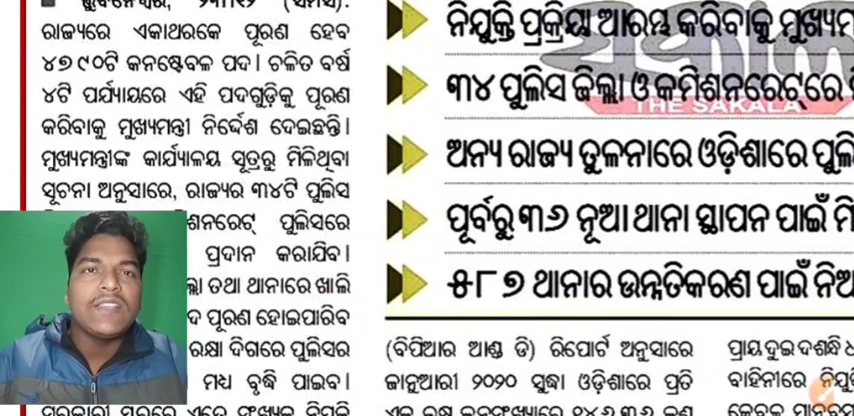 ଭୁବନେଶ୍ୱର, ୨୩।୧୨ (ସମିସ):
ରାଜ୍ୟରେ ଏକାଥରକେ ପୂରଣ ହେବ
୪୭୯୦ଟି କନଷ୍ଟେବଳ ପଦ। ଚଳିତ ବର୍ଷ
୪ଟି ପର୍ଯ୍ୟାୟରେ ଏହି ପଦଗୁଡ଼ିକୁ ପୂରଣ
କରିବାକୁ ମୁଖ୍ୟମନ୍ତ୍ରୀ ନିର୍ଦ୍ଦେଶ ଦେଇଛନ୍ତି।
ମୁଖ୍ୟମନ୍ତ୍ରୀଙ୍କ କାର୍ଯ୍ୟାଳୟ ସୂତ୍ରରୁ ମିଳିଥିବା
ସୂଚନା ଅନୁସାରେ, ରାଜ୍ୟର ୩୪ଟି ପୁଲିସ
ଶନରେଟ୍ ପୁଲିସରେ
ପ୍ରଦାନ କରାଯିବ।
ଲ୍ଲା ତଥା ଥାନାରେ ଖାଲି
ଦ ପୂରଣ ହୋଇପାରିବ
ରକ୍ଷା ଦିଗରେ ପୁଲିସର
ମଧ୍ୟ ବୃଦ୍ଧି ପାଇବ।
ନିଯୁକ୍ତି ପ୍ରକ୍ରିୟା ଆରମ୍ଭ କରିବାକୁ ମୁଖ୍ୟମ
୩୪ ପୁଲିସ ଜିଲ୍ଲା ଓ କମିଶନରେଟ୍‌ରେ
THE SAKALA
ଅନ୍ୟ ରାଜ୍ୟ ତୁଳନାରେ ଓଡ଼ିଶାରେ ପୁଲି
ପୂର୍ବରୁ ୩୬ ନୂଆ ଥାନା ସ୍ଥାପନ ପାଇଁ ମି
୫୮୭ ଥାନାର ଉନ୍ନତିକରଣ ପାଇଁ ନିଆ
(ବିପିଆର ଆଣ୍ଡ ଡି) ରିପୋର୍ଟ ଅନୁସାରେ
ଜାନୁଆରୀ ୨୦୨୦ ସୁଦ୍ଧା ଓଡ଼ିଶାରେ ପ୍ରତି
ପ୍ରାୟ ଦୁଇ ଦଶନ୍ଧି ଧ
ବାହିନୀରେ ନିଯୁ